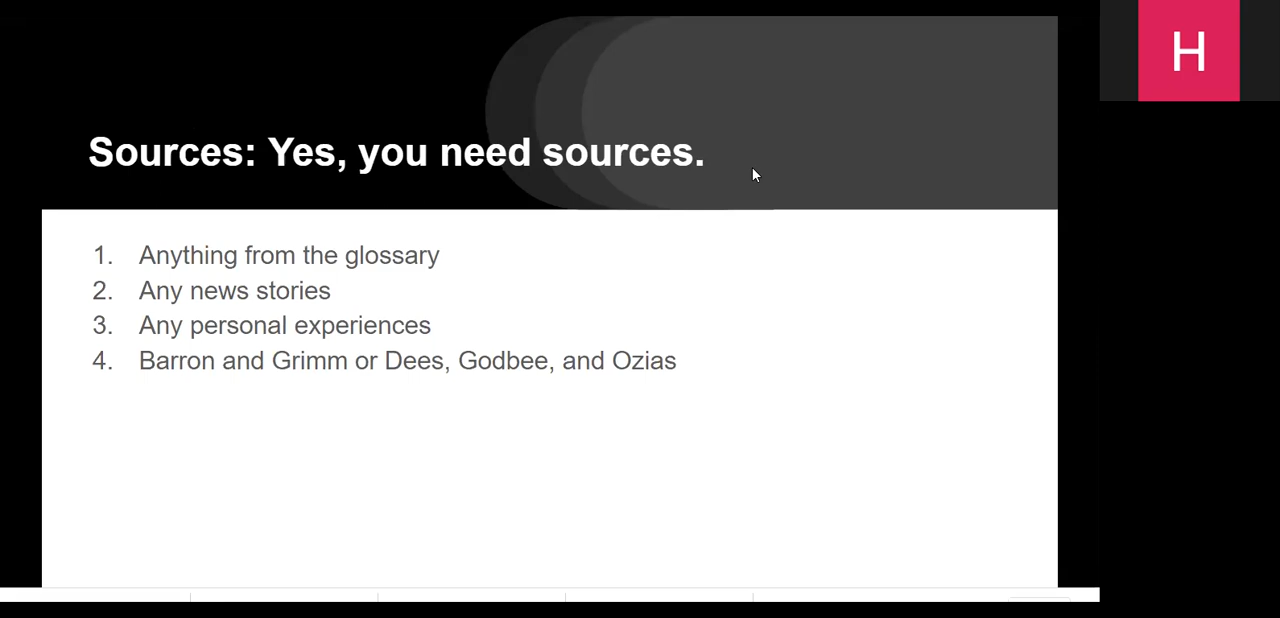 H
Sources: Yes, you need sources.
1. Anything from the glossary
2. Any news stories
3. Any personal experiences
4. Barron and Grimm or Dees, Godbee, and Ozias